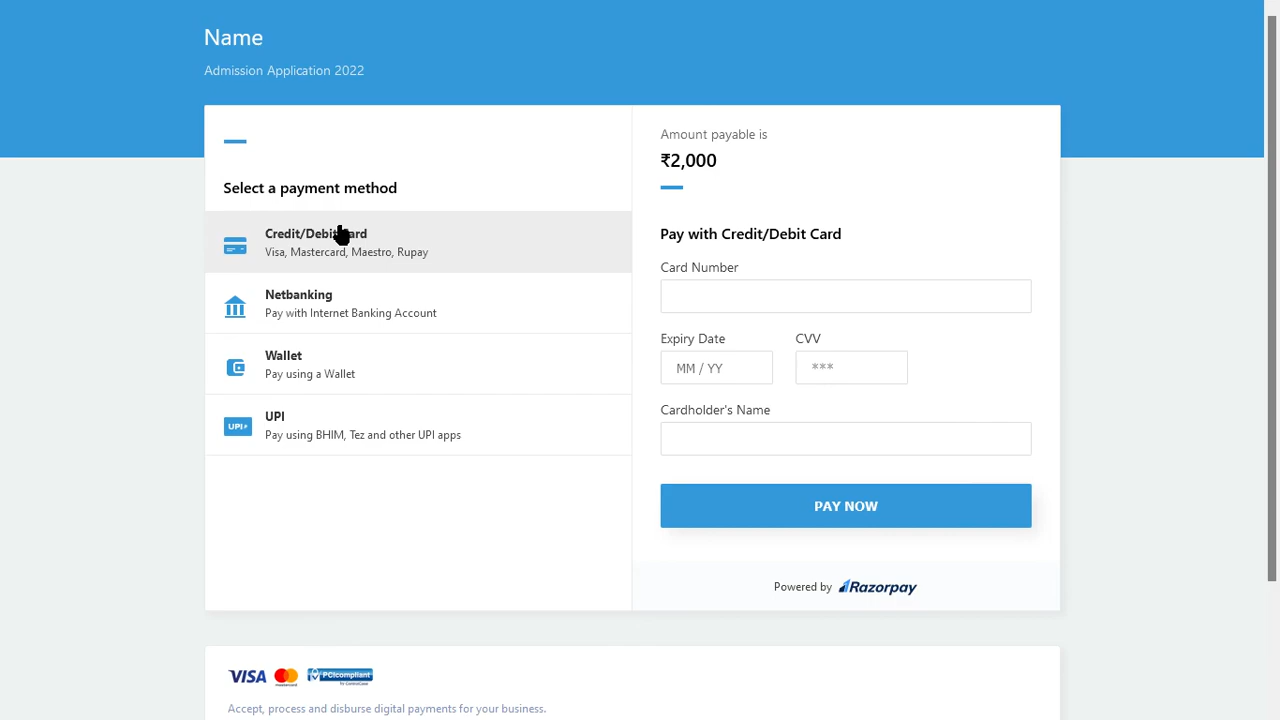 Name
Admission Application 2022
Select a payment method
Credit/Debit Card
Visa, Mastercard, Maestro, Rupay
Netbanking
Pay with Internet Banking Account
Wallet
Pay using a Wallet
UPI
UPI
Pay using BHIM, Tez and other UPI apps
Amount payable is
₹2,000
Pay with Credit/Debit Card
Card Number
Expiry Date CVV
MM / YY ***
Cardholder's Name
PAY NOW
Powered by Razorpay
VISA mastercard PCIcompliant
Accept, process and disburse digital payments for your business.